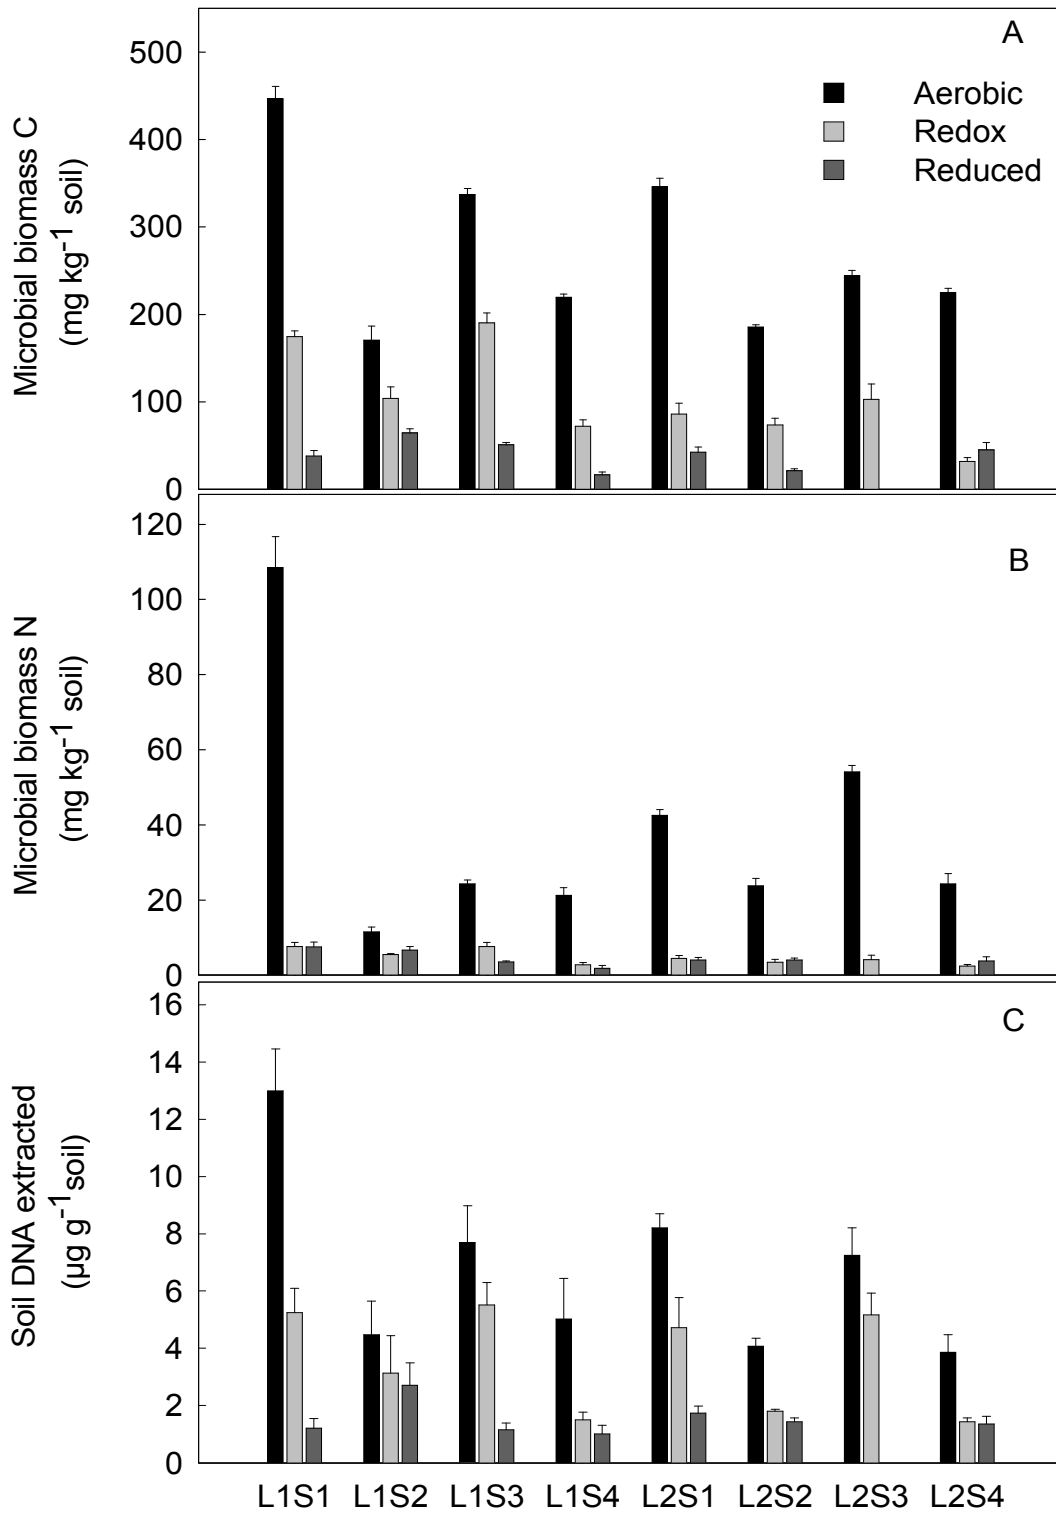 A
Aerobic
Redox
Reduced
500
400
300
200
100
0
Microbial biomass C
(mg kg⁻¹ soil)
B
120
100
80
60
40
20
0
Microbial biomass N
(mg kg⁻¹ soil)
C
16
14
12
10
8
6
4
2
0
Soil DNA extracted
(µg g⁻¹soil)
L1S1 L1S2 L1S3 L1S4 L2S1 L2S2 L2S3 L2S4